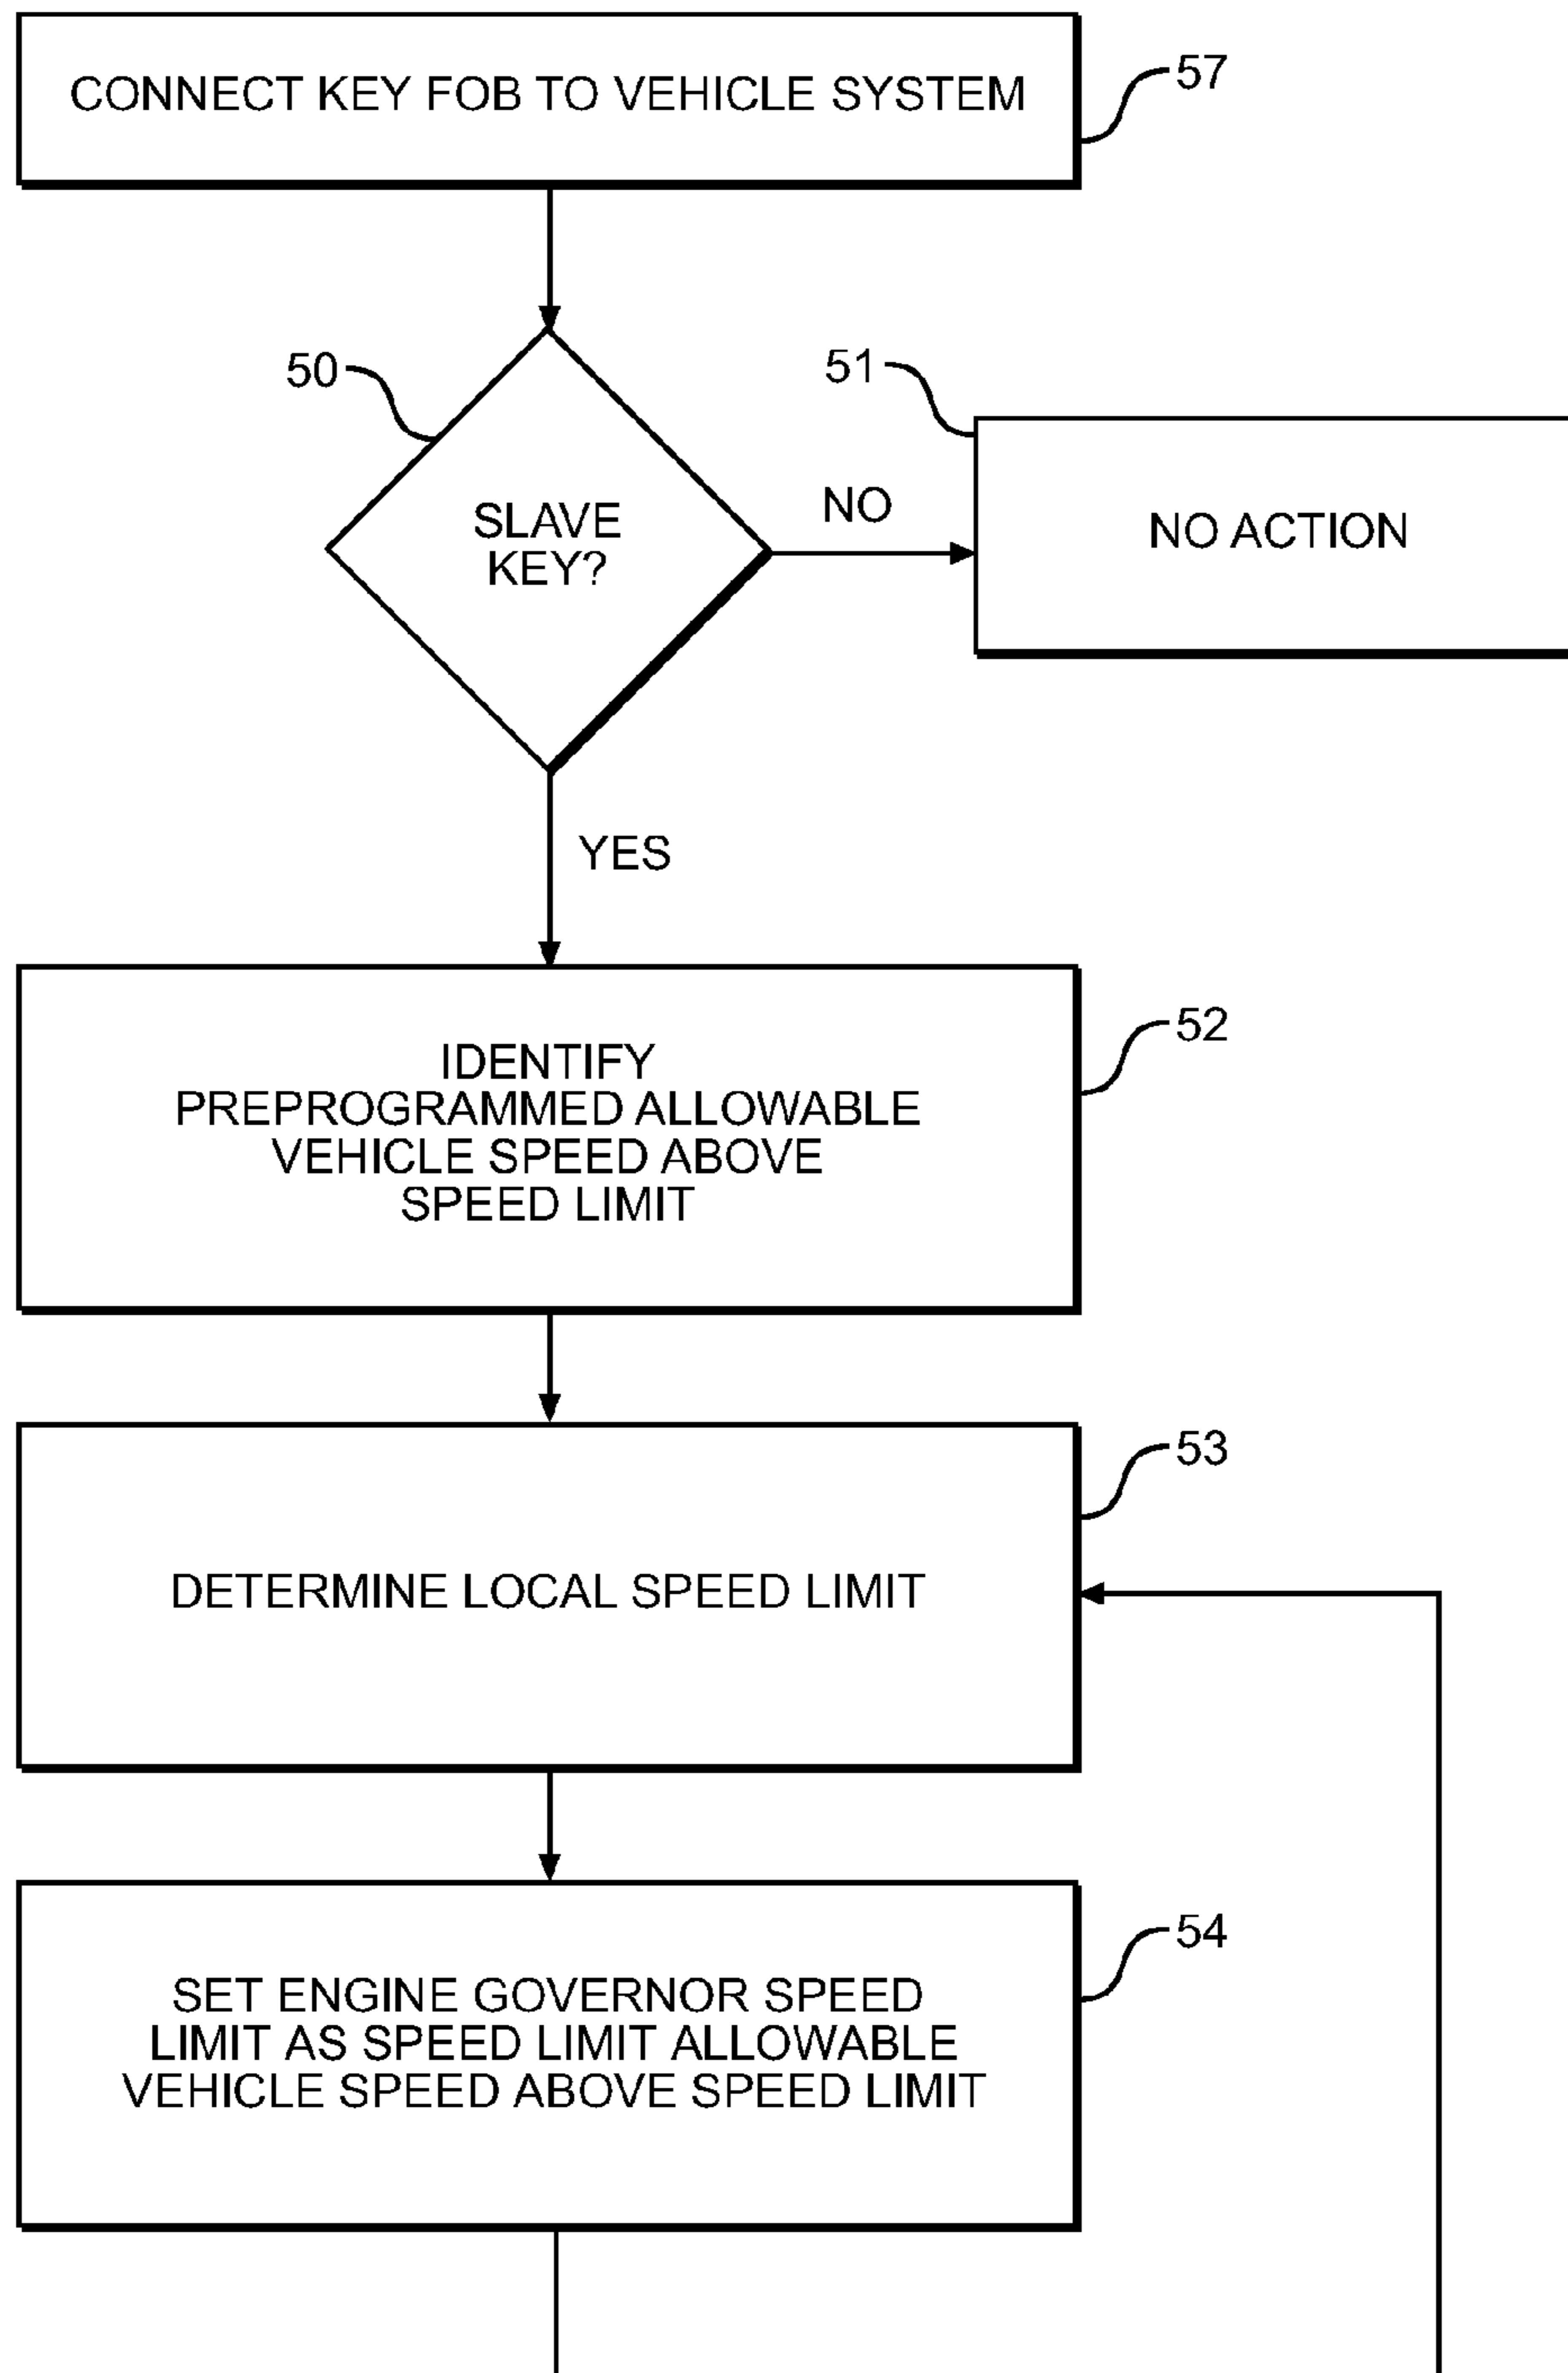 CONNECT KEY FOB TO VEHICLE SYSTEM
57
50
51
SLAVE
KEY?
NO
NO ACTION
YES
52
IDENTIFY
PREPROGRAMMED ALLOWABLE
VEHICLE SPEED ABOVE
SPEED LIMIT
53
DETERMINE LOCAL SPEED LIMIT
54
SET ENGINE GOVERNOR SPEED
LIMIT AS SPEED LIMIT ALLOWABLE
VEHICLE SPEED ABOVE SPEED LIMIT